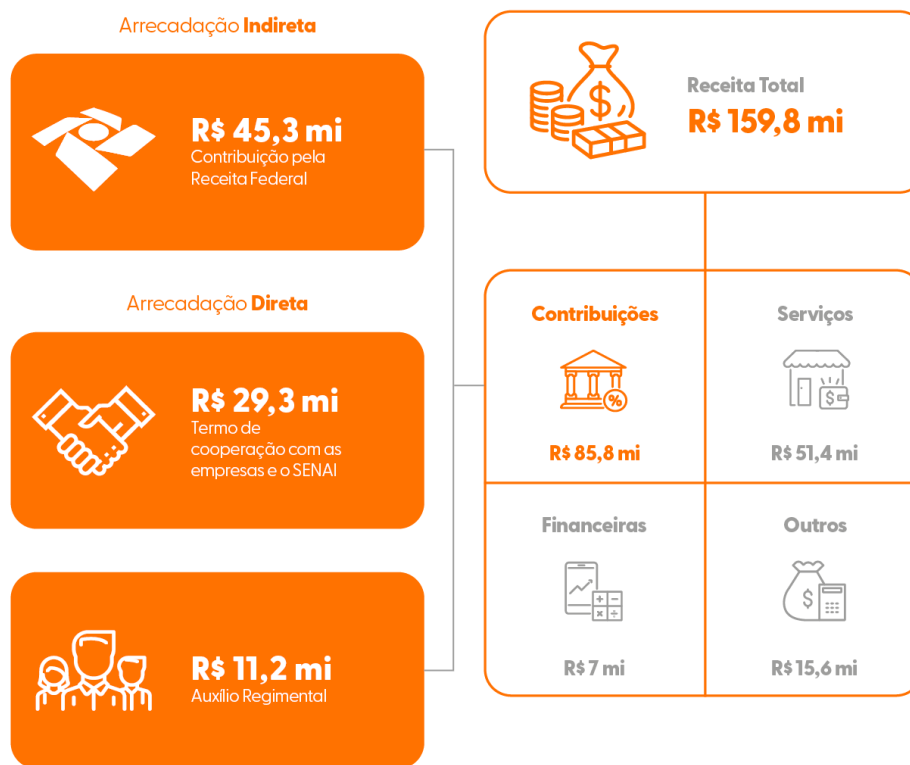 Arrecadação Indireta
R$ 45,3 mi
Contribuição pela
Receita Federal
Arrecadação Direta
R$ 29,3 mi
Termo de
cooperação com as
empresas e o SENAI
R$ 11,2 mi
Auxílio Regimental
Receita Total
R$ 159,8 mi
Contribuições
%
R$ 85,8 mi
Serviços
$
R$ 51,4 mi
Financeiras
R$ 7 mi
Outros
$
R$ 15,6 mi